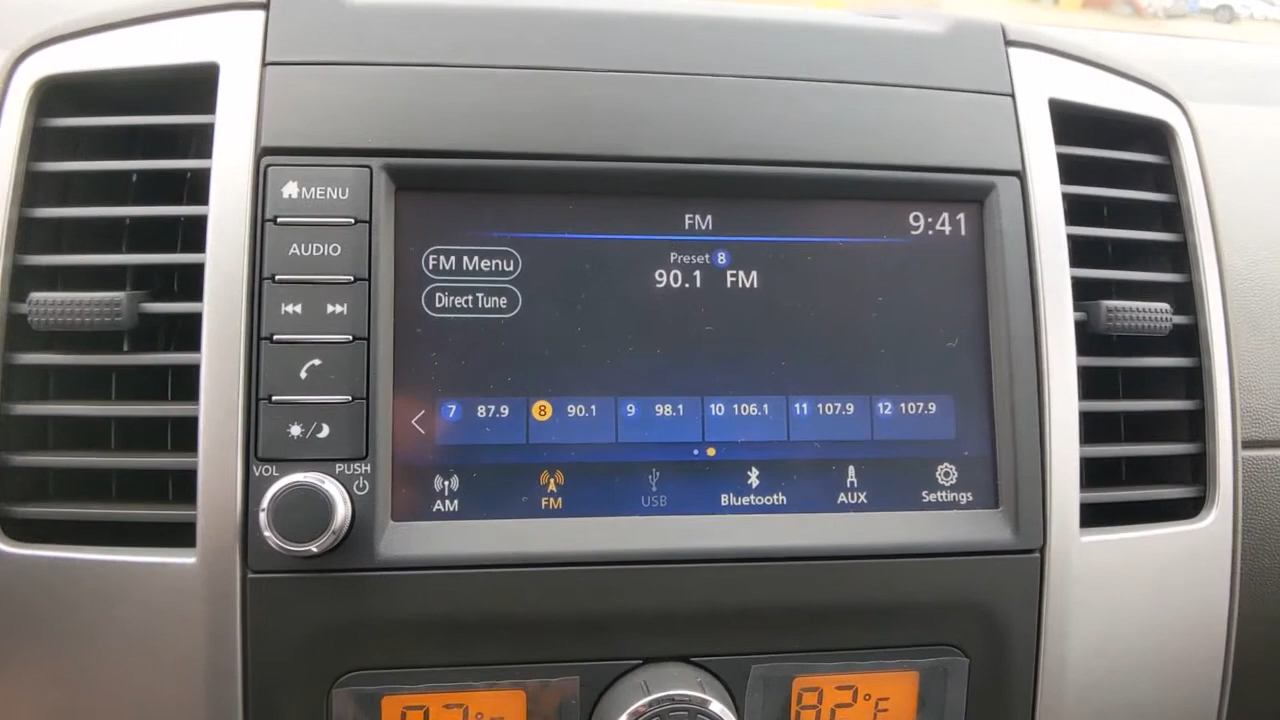 MENU
AUDIO
VOL
PUSH
FM
9:41
FM Menu
Direct Tune
Preset 8
90.1 FM
7 87.9
8 90.1
9 98.1
10 106.1
11 107.9
12 107.9
AM
FM
USB
Bluetooth
AUX
Settings
82°F